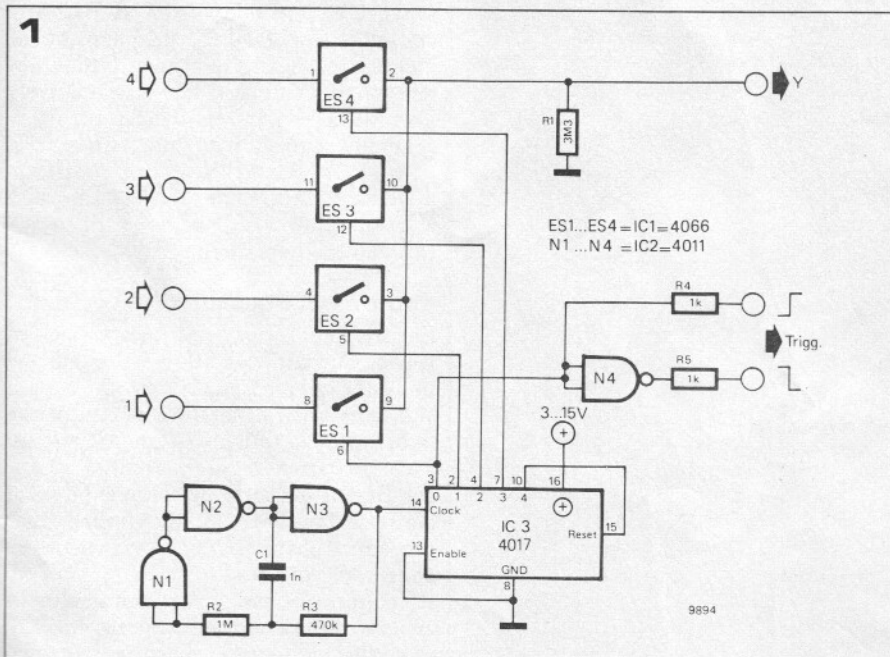 1
4
1
2
ES 4
13
Y
R1
3M3
3
11
10
ES 3
12
ES1...ES4=IC1=4066
N1 ...N4 =IC2=4011
2
4
3
ES 2
5
R4
1k
Trigg.
N4
R5
1k
1
8
9
ES 1
6
3...15V
+
3 2 4 7 10 16
0 1 2 3 4 +
N2
N3
14
Clock
IC 3
4017
Reset
15
C1
1n
13
Enable
GND
8
N1
R2
1M
R3
470k
9894